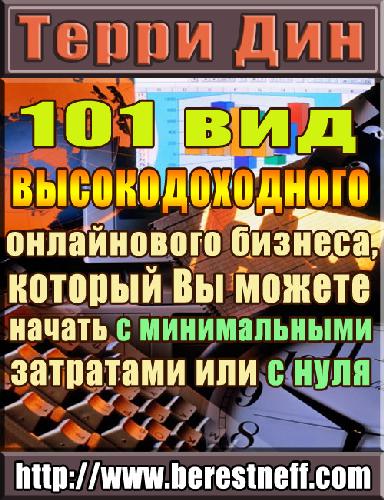 Терри Дин
101 вид
высокодоходного
онлайнового бизнеса,
который Вы можете
начать с минимальными
затратами или с нуля
http://www.berestneff.com